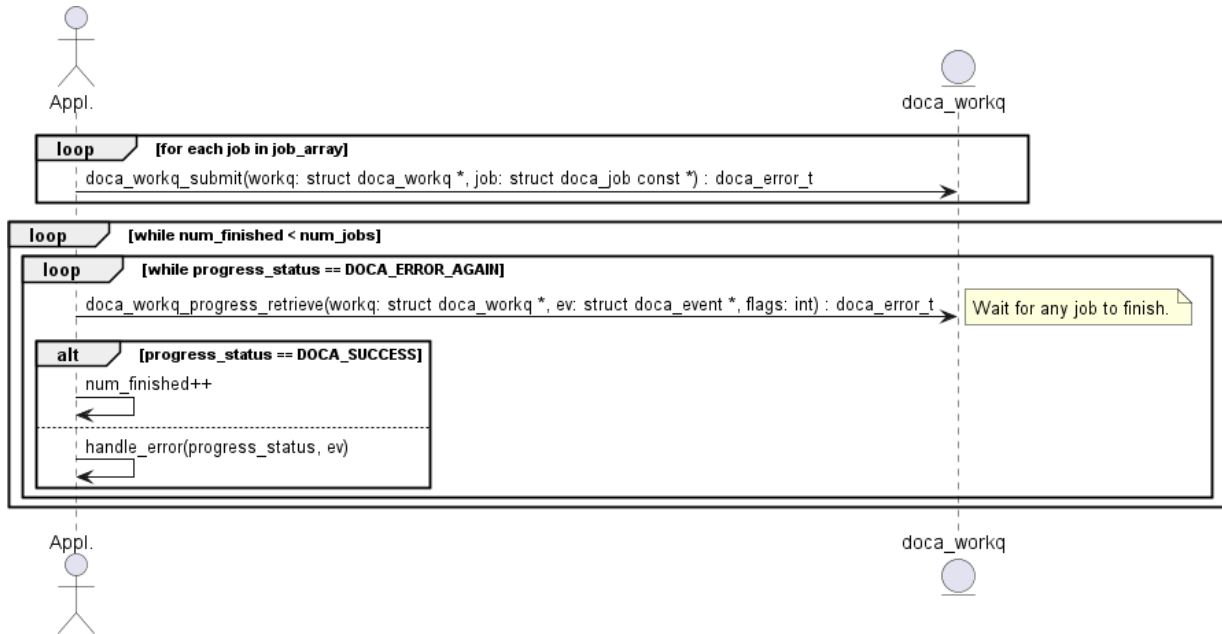 Appl.
doca_workq
loop [for each job in job_array]
doca_workq_submit(workq: struct doca_workq *, job: struct doca_job const *) : doca_error_t
loop [while num_finished < num_jobs]
loop [while progress_status == DOCA_ERROR_AGAIN]
doca_workq_progress_retrieve(workq: struct doca_workq *, ev: struct doca_event *, flags: int) : doca_error_t
Wait for any job to finish.
alt [progress_status == DOCA_SUCCESS]
num_finished++
handle_error(progress_status, ev)
Appl.
doca_workq